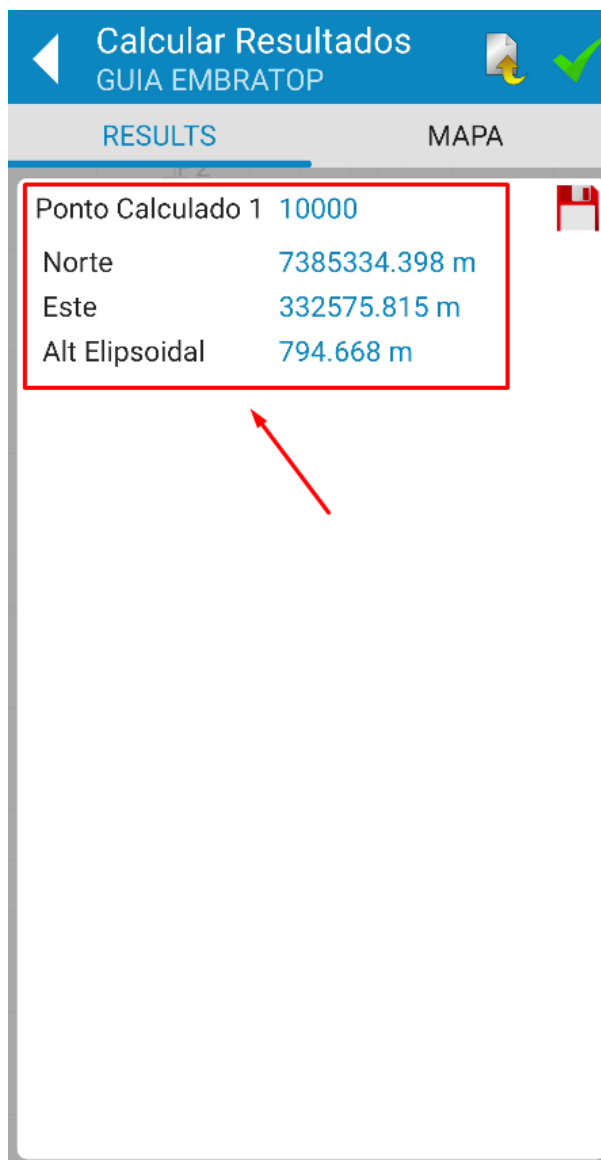 Calcular Resultados
GUIA EMBRATOP
RESULTS MAPA
Ponto Calculado 1 10000
Norte 7385334.398 m
Este 332575.815 m
Alt Elipsoidal 794.668 m